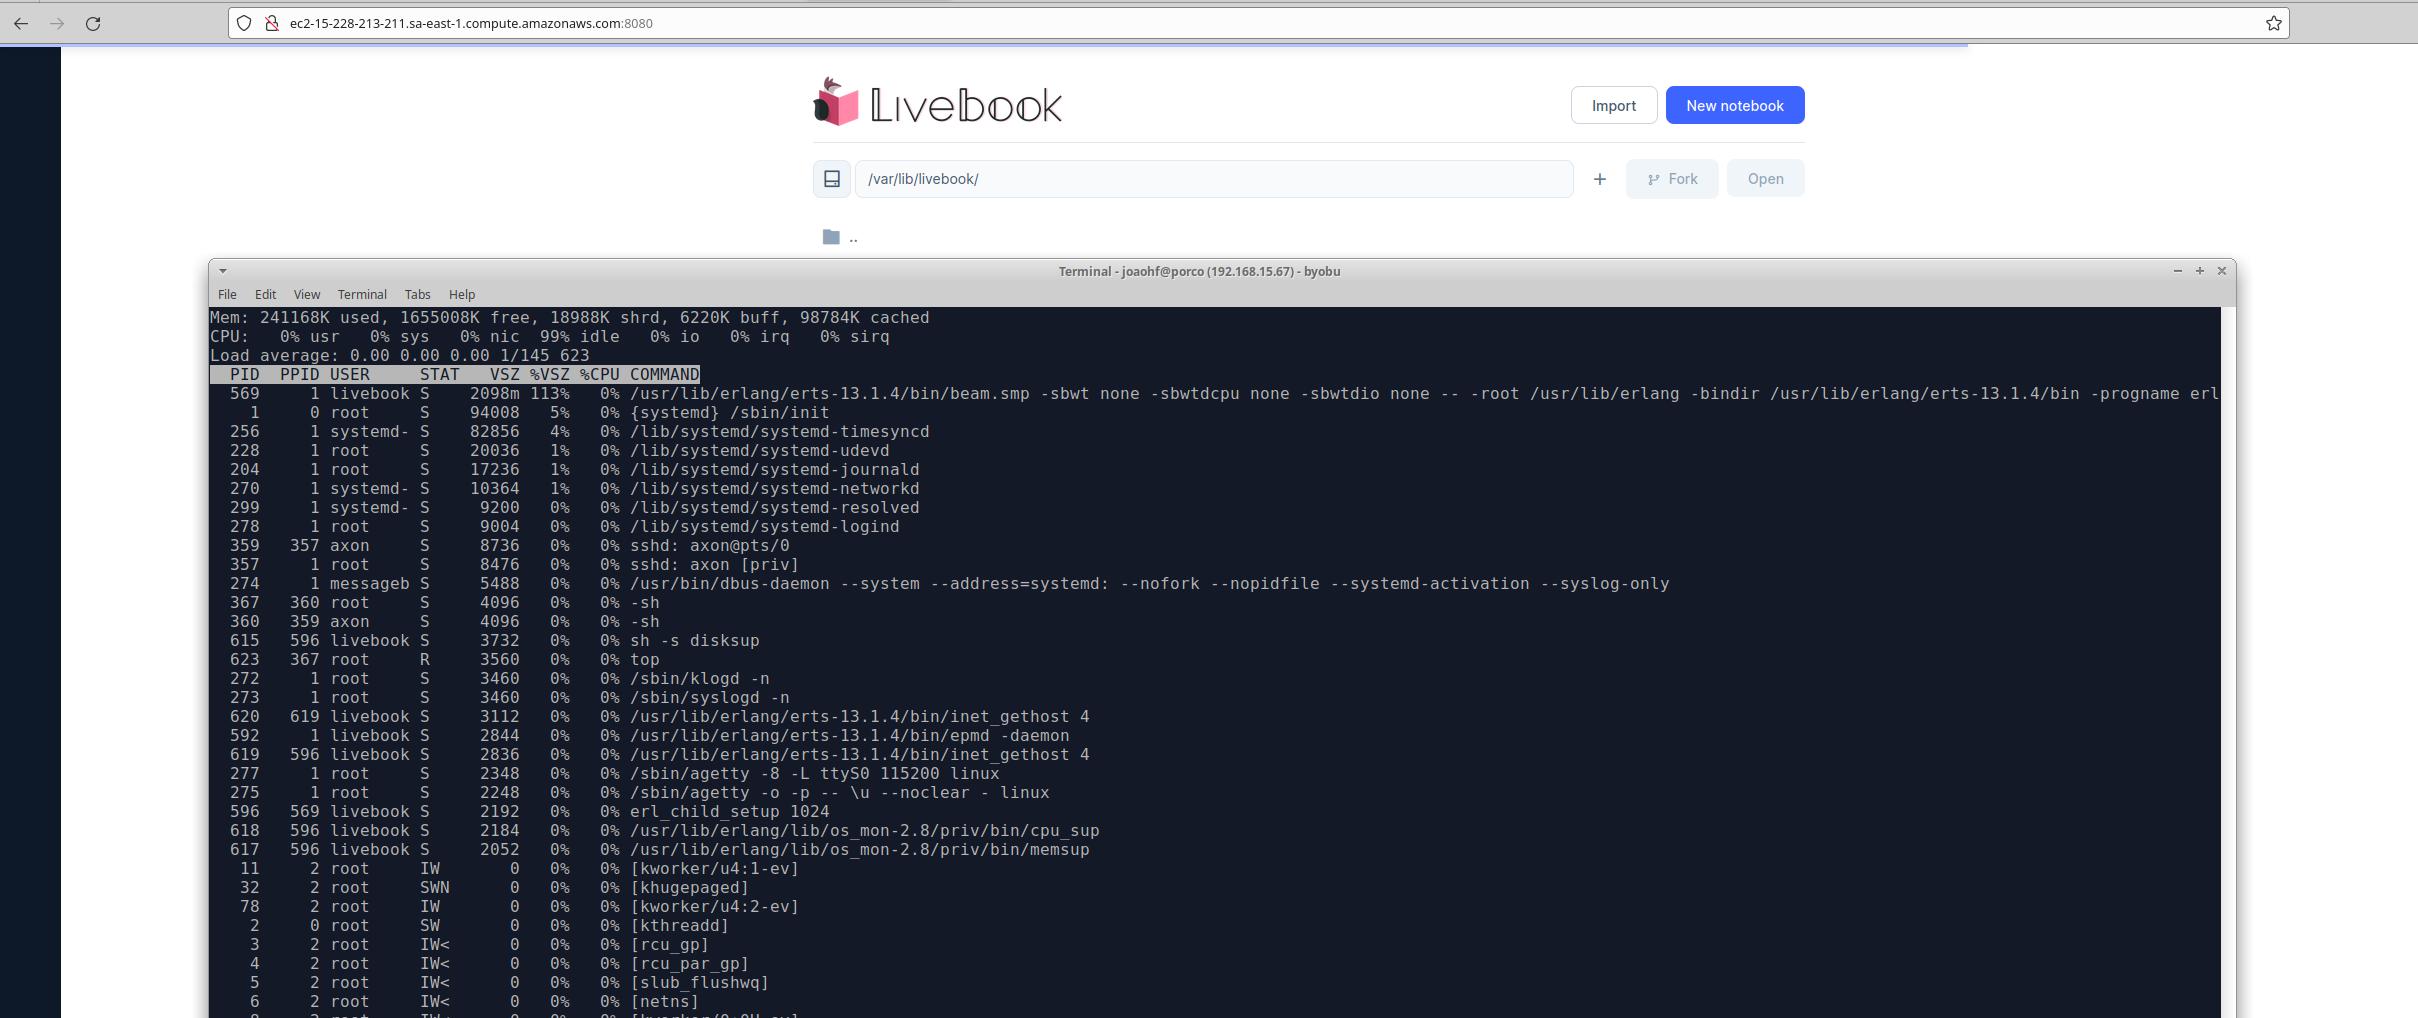 ec2-15-228-213-211.sa-east-1.compute.amazonaws.com:8080
Livebook
Import
New notebook
/var/lib/livebook/
+
Fork
Open
..
Terminal - joaohf@porco (192.168.15.67) - byobu
File Edit View Terminal Tabs Help
Mem: 241168K used, 1655008K free, 18988K shrd, 6220K buff, 98784K cached
CPU:   0% usr   0% sys   0% nic  99% idle   0% io   0% irq   0% sirq
Load average: 0.00 0.00 0.00 1/145 623
  PID  PPID USER     STAT   VSZ %VSZ %CPU COMMAND
  569     1 livebook S    2098m 113%   0% /usr/lib/erlang/erts-13.1.4/bin/beam.smp -sbwt none -sbwtdcpu none -sbwtdio none -- -root /usr/lib/erlang -bindir /usr/lib/erlang/erts-13.1.4/bin -progname erl
    1     0 root     S    94008   5%   0% {systemd} /sbin/init
  256     1 systemd- S    82856   4%   0% /lib/systemd/systemd-timesyncd
  228     1 root     S    20036   1%   0% /lib/systemd/systemd-udevd
  204     1 root     S    17236   1%   0% /lib/systemd/systemd-journald
  270     1 systemd- S    10364   1%   0% /lib/systemd/systemd-networkd
  299     1 systemd- S     9200   0%   0% /lib/systemd/systemd-resolved
  278     1 root     S     9004   0%   0% /lib/systemd/systemd-logind
  359   357 axon     S     8736   0%   0% sshd: axon@pts/0
  357     1 root     S     8476   0%   0% sshd: axon [priv]
  274     1 messageb S     5488   0%   0% /usr/bin/dbus-daemon --system --address=systemd: --nofork --nopidfile --systemd-activation --syslog-only
  367   360 root     S     4096   0%   0% -sh
  360   359 axon     S     4096   0%   0% -sh
  615   596 livebook S     3732   0%   0% sh -s disksup
  623   367 root     R     3560   0%   0% top
  272     1 root     S     3460   0%   0% /sbin/klogd -n
  273     1 root     S     3460   0%   0% /sbin/syslogd -n
  620   619 livebook S     3112   0%   0% /usr/lib/erlang/erts-13.1.4/bin/inet_gethost 4
  592     1 livebook S     2844   0%   0% /usr/lib/erlang/erts-13.1.4/bin/epmd -daemon
  619   596 livebook S     2836   0%   0% /usr/lib/erlang/erts-13.1.4/bin/inet_gethost 4
  277     1 root     S     2348   0%   0% /sbin/agetty -8 -L ttyS0 115200 linux
  275     1 root     S     2248   0%   0% /sbin/agetty -o -p -- \u --noclear - linux
  596   569 livebook S     2192   0%   0% erl_child_setup 1024
  618   596 livebook S     2184   0%   0% /usr/lib/erlang/lib/os_mon-2.8/priv/bin/cpu_sup
  617   596 livebook S     2052   0%   0% /usr/lib/erlang/lib/os_mon-2.8/priv/bin/memsup
   11     2 root     IW       0   0%   0% [kworker/u4:1-ev]
   32     2 root     SWN      0   0%   0% [khugepaged]
   78     2 root     IW       0   0%   0% [kworker/u4:2-ev]
    2     0 root     SW       0   0%   0% [kthreadd]
    3     2 root     IW<      0   0%   0% [rcu_gp]
    4     2 root     IW<      0   0%   0% [rcu_par_gp]
    5     2 root     IW<      0   0%   0% [slub_flushwq]
    6     2 root     IW<      0   0%   0% [netns]